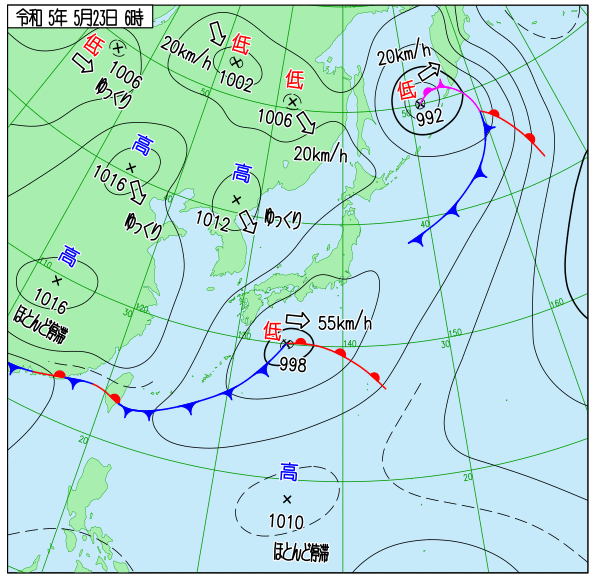 令和 5年 5月23日 6時
低
1006
ゆっくり
20km/h
低
1002
低
1006
20km/h
20km/h
低
992
50
50
高
1016
ゆっくり
40
高
1012
ゆっくり
40
高
1016
ほとんど停滞
30
120
130
低
55km/h
998
140
30
150
160
20
20
高
1010
ほとんど停滞